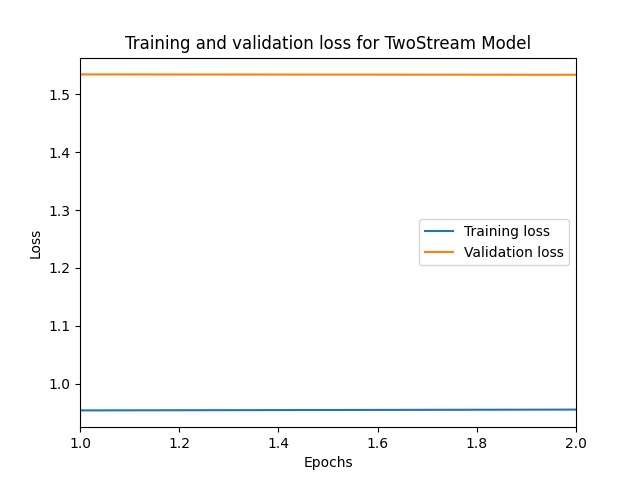 Training and validation loss for TwoStream Model
1.5
1.4
1.3
1.2
1.1
1.0
Loss
Training loss
Validation loss
1.0 1.2 1.4 1.6 1.8 2.0
Epochs